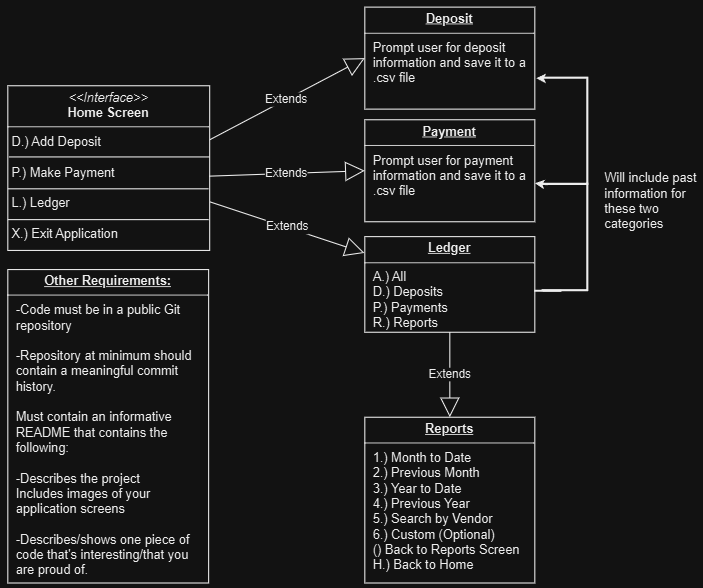 <<Interface>>
Home Screen
D.) Add Deposit
P.) Make Payment
L.) Ledger
X.) Exit Application
Extends
Extends
Extends
Deposit
Prompt user for deposit
information and save it to a
.csv file
Payment
Prompt user for payment
information and save it to a
.csv file
Ledger
A.) All
D.) Deposits
P.) Payments
R.) Reports
Will include past
information for
these two
categories
Extends
Reports
1.) Month to Date
2.) Previous Month
3.) Year to Date
4.) Previous Year
5.) Search by Vendor
6.) Custom (Optional)
() Back to Reports Screen
H.) Back to Home
Other Requirements:
-Code must be in a public Git
repository
-Repository at minimum should
contain a meaningful commit
history.
Must contain an informative
README that contains the
following:
-Describes the project
Includes images of your
application screens
-Describes/shows one piece of
code that's interesting/that you
are proud of.